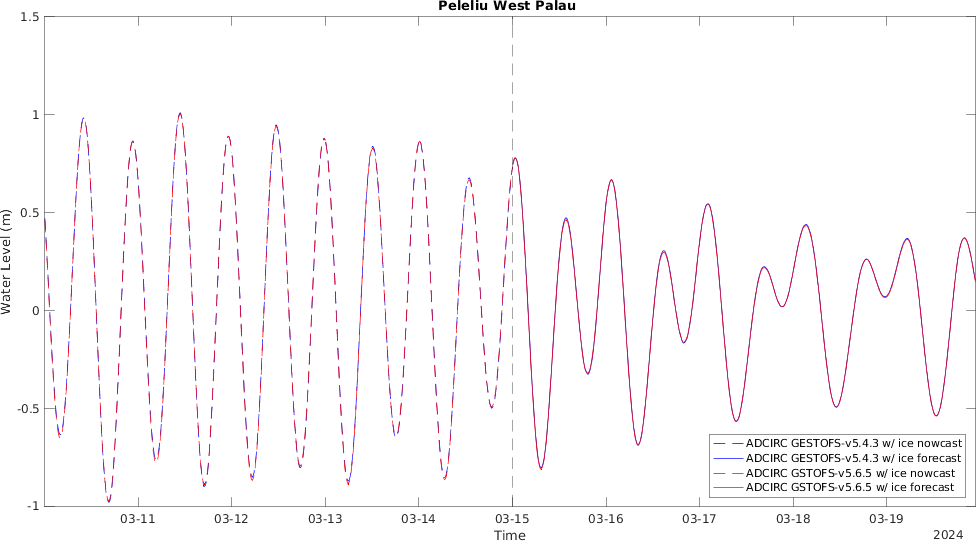 Peleliu West Palau
1.5
1
0.5
0
-0.5
-1
Water Level (m)
ADCIRC GESTOFS-v5.4.3 w/ ice nowcast
ADCIRC GESTOFS-v5.4.3 w/ ice forecast
ADCIRC GSTOFS-v5.6.5 w/ ice nowcast
ADCIRC GSTOFS-v5.6.5 w/ ice forecast
03-11 03-12 03-13 03-14 03-15 03-16 03-17 03-18 03-19
Time
2024